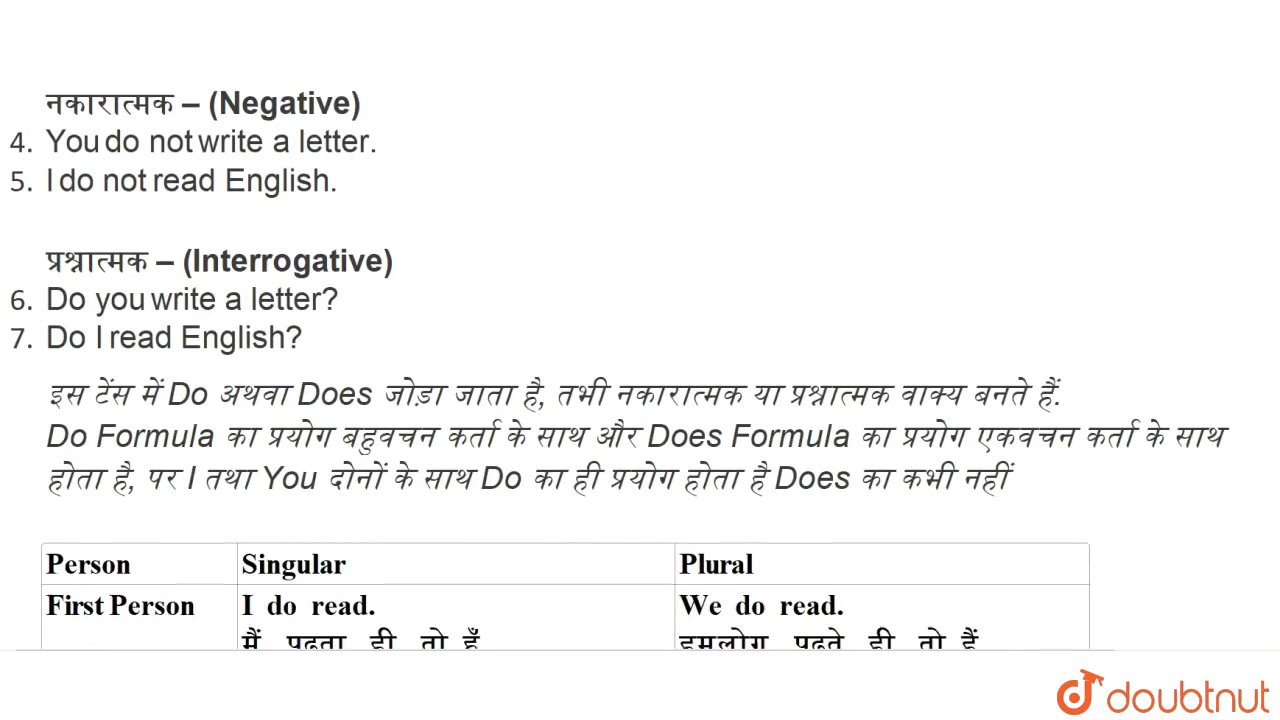 नकारात्मक – (Negative)
4. You do not write a letter.
5. I do not read English.
प्रश्नात्मक – (Interrogative)
6. Do you write a letter?
7. Do I read English?
इस टेंस में Do अथवा Does जोड़ा जाता है, तभी नकारात्मक या प्रश्नात्मक वाक्य बनते हैं.
Do Formula का प्रयोग बहुवचन कर्ता के साथ और Does Formula का प्रयोग एकवचन कर्ता के साथ
होता है, पर I तथा You दोनों के साथ Do का ही प्रयोग होता है Does का कभी नहीं
Person Singular Plural
First Person I do read. We do read.
मैं पढता ही तो हूँ हमलोग पढते ही तो हैं
doubtnut